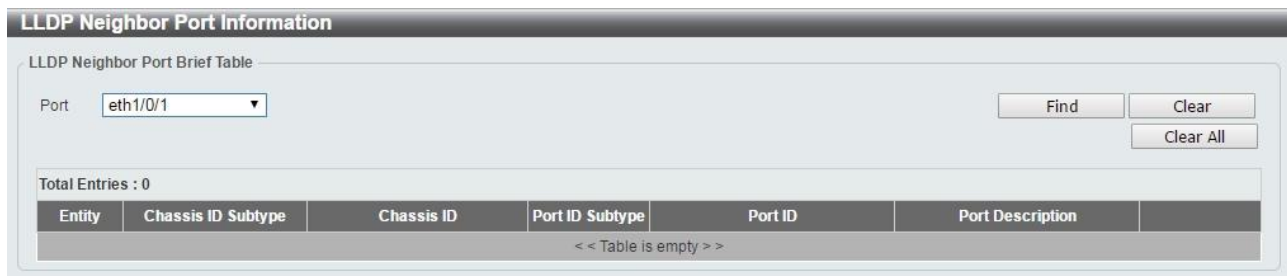 LLDP Neighbor Port Information
LLDP Neighbor Port Brief Table
Port eth1/0/1 Find Clear
Clear All
Total Entries : 0
Entity Chassis ID Subtype Chassis ID Port ID Subtype Port ID Port Description
< < Table is empty > >